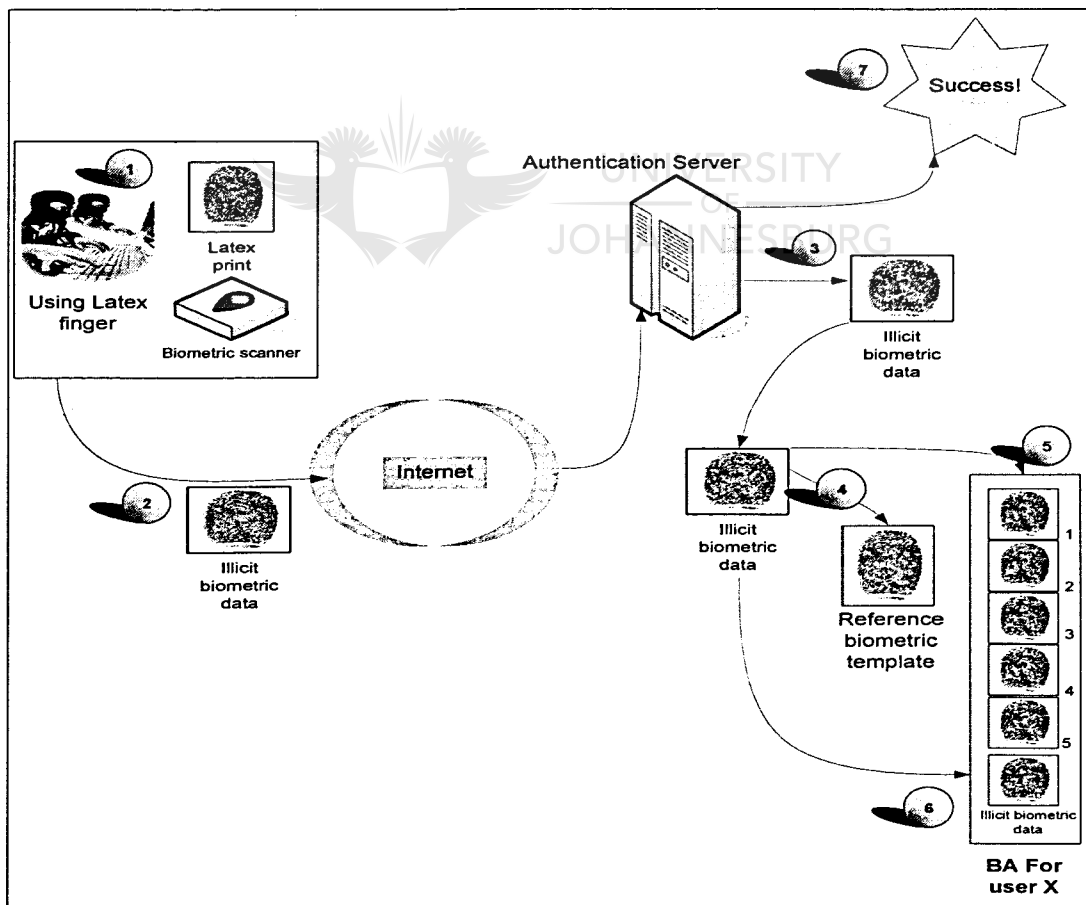 7
Success!
Authentication Server
UNIVERSITY
OF
JOHANNESBURG
1
Latex
print
Using Latex
finger
Biometric scanner
3
Illicit
biometric
data
Internet
2
Illicit
biometric
data
5
4
Illicit
biometric
data
Reference
biometric
template
1
2
3
4
5
6
Illicit biometric
data
BA For
user X